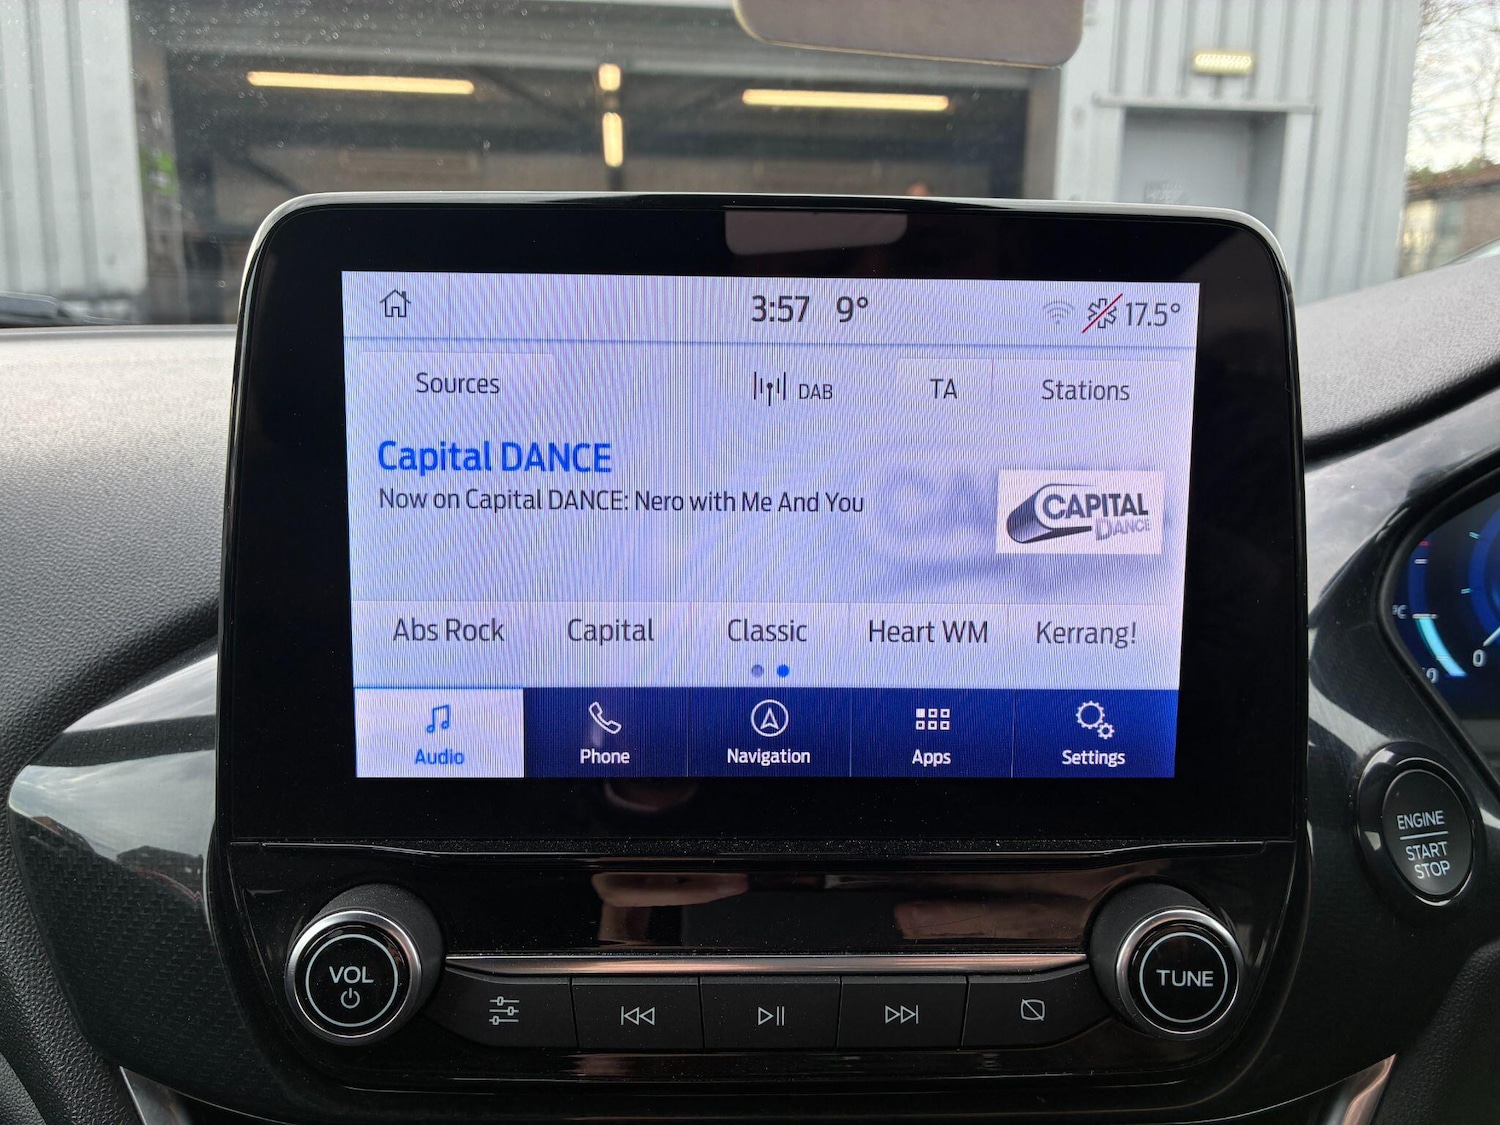 3:57 9° 17.5°
Sources DAB TA Stations
Capital DANCE
Now on Capital DANCE: Nero with Me And You
CAPITAL
DANCE
Abs Rock Capital Classic Heart WM Kerrang!
Audio Phone Navigation Apps Settings
ENGINE
START
STOP
VOL
TUNE
°C
0